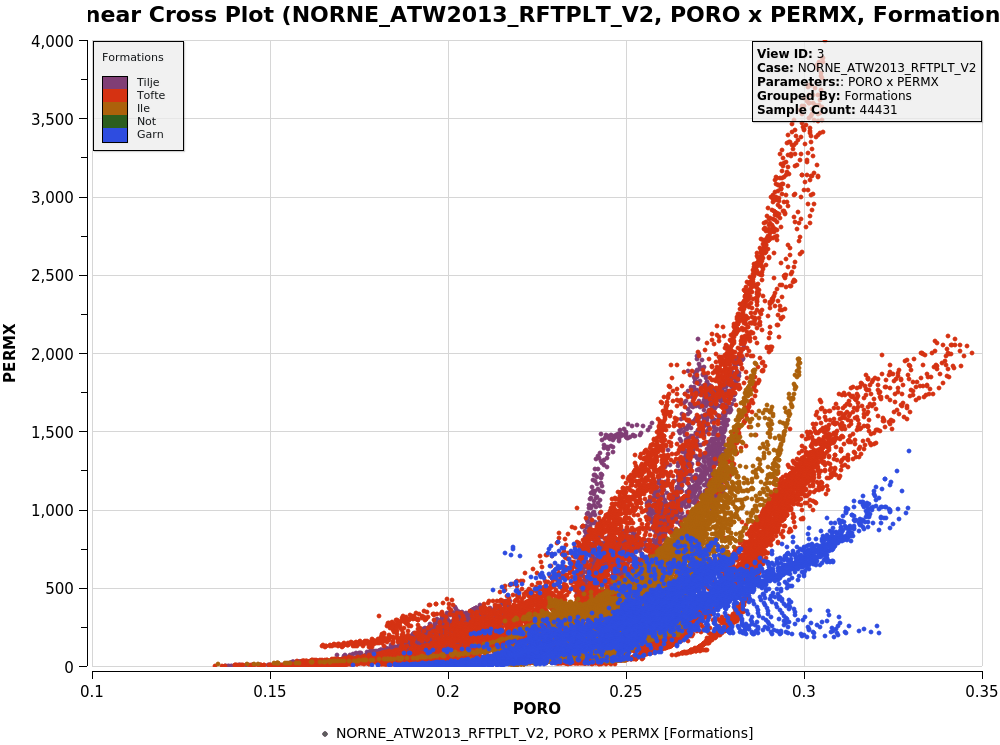 near Cross Plot (NORNE_ATW2013_RFTPLT_V2, PORO x PERMX, Formation
Formations
Tilje
Tofte
Ile
Not
Garn
View ID: 3
Case: NORNE_ATW2013_RFTPLT_V2
Parameters:: PORO x PERMX
Grouped By: Formations
Sample Count: 44431
PERMX
4,000
3,500
3,000
2,500
2,000
1,500
1,000
500
0
0.1
0.15
0.2
0.25
0.3
0.35
PORO
NORNE_ATW2013_RFTPLT_V2, PORO x PERMX [Formations]